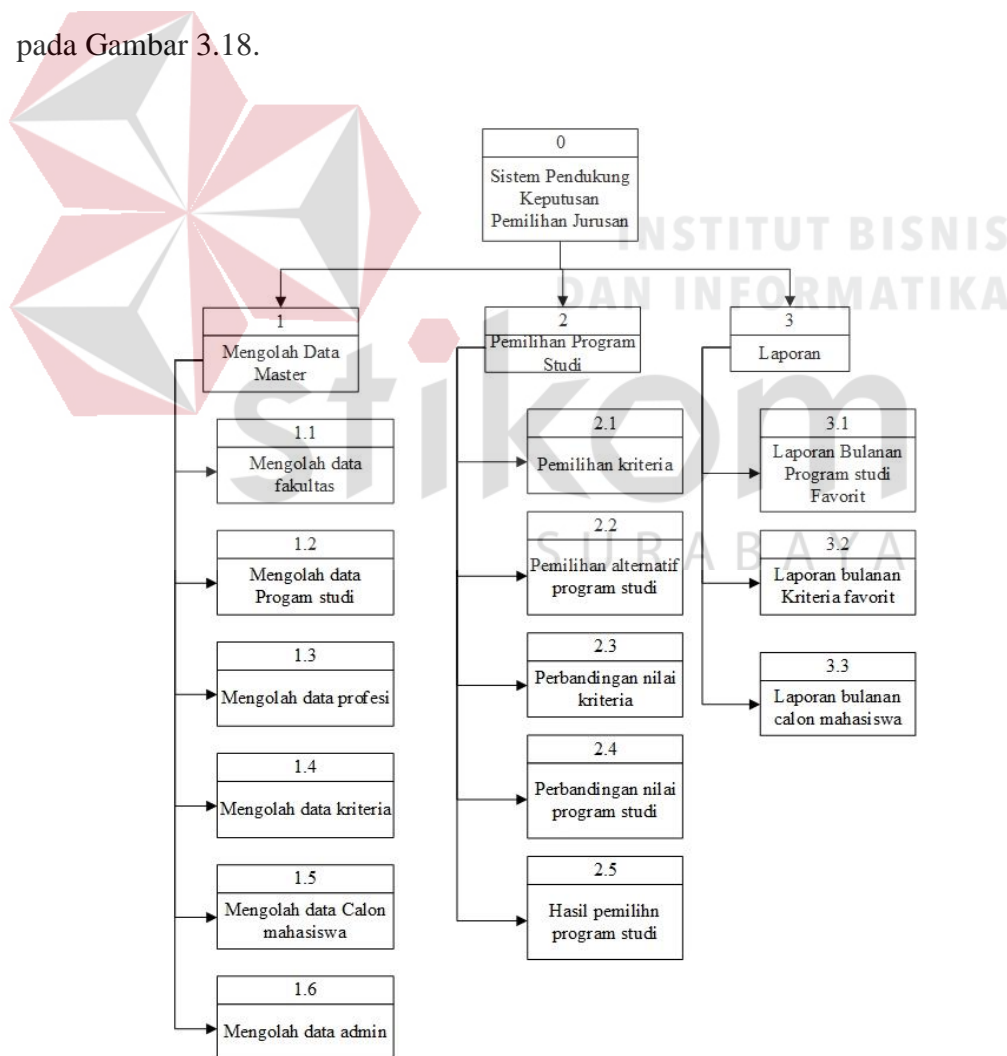 pada Gambar 3.18.
0
Sistem Pendukung
Keputusan
Pemilihan Jurusan
INSTITUT BISNIS
DAN INFORMATIKA
stikom
SURABAYA
1
Mengolah Data
Master
2
Pemilihan Program
Studi
3
Laporan
1.1
Mengolah data
fakultas
1.2
Mengolah data
Progam studi
1.3
Mengolah data profesi
1.4
Mengolah data kriteria
1.5
Mengolah data Calon
mahasiswa
1.6
Mengolah data admin
2.1
Pemilihan kriteria
2.2
Pemilihan alternatif
program studi
2.3
Perbandingan nilai
kriteria
2.4
Perbandingan nilai
program studi
2.5
Hasil pemilihn
program studi
3.1
Laporan Bulanan
Program studi
Favorit
3.2
Laporan bulanan
Kriteria favorit
3.3
Laporan bulanan
calon mahasiswa